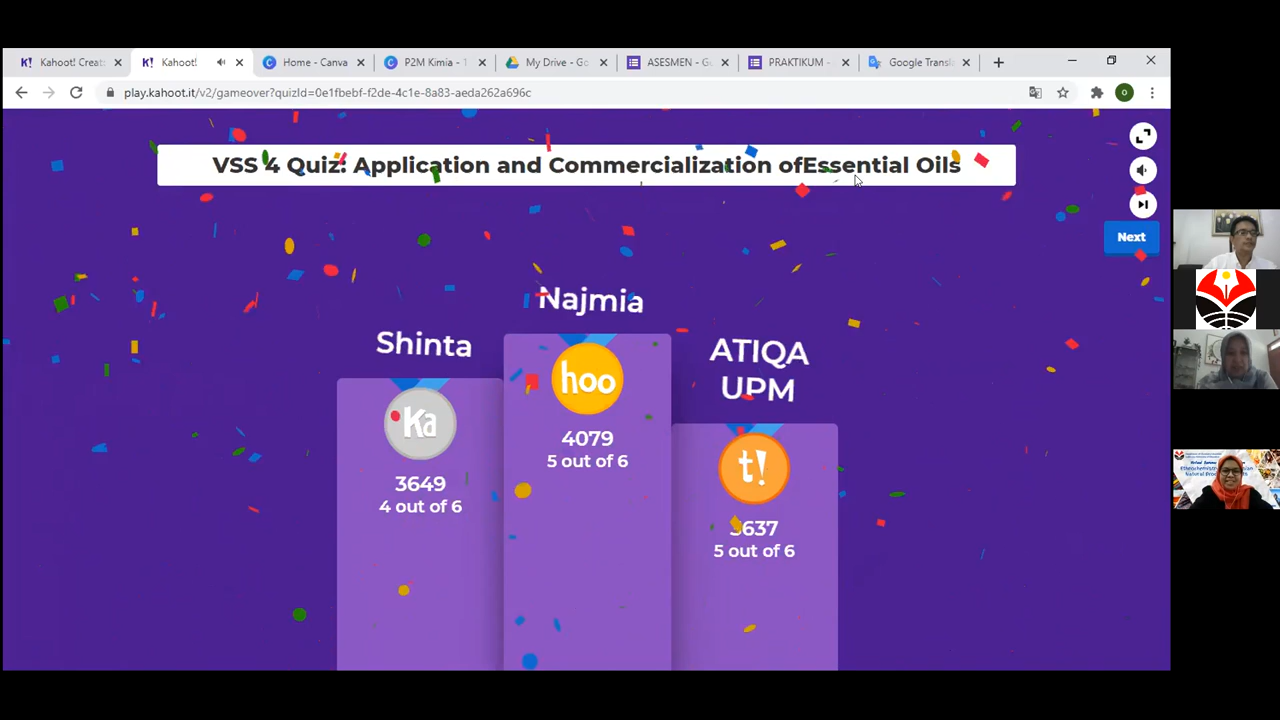 Kahoot! Creat
Kahoot!
Home - Canva
P2M Kimia - T
My Drive - Go
ASESMEN - G
PRAKTIKUM -
Google Transl
play.kahoot.it/v2/gameover?quizId=0e1fbebf-f2de-4c1e-8a83-aeda262a696c
VSS 4 Quiz: Application and Commercialization ofEssential Oils
Next
Najmia
Shinta
ATIQA
UPM
hoo
4079
5 out of 6
Ka
3649
4 out of 6
t!
3637
5 out of 6